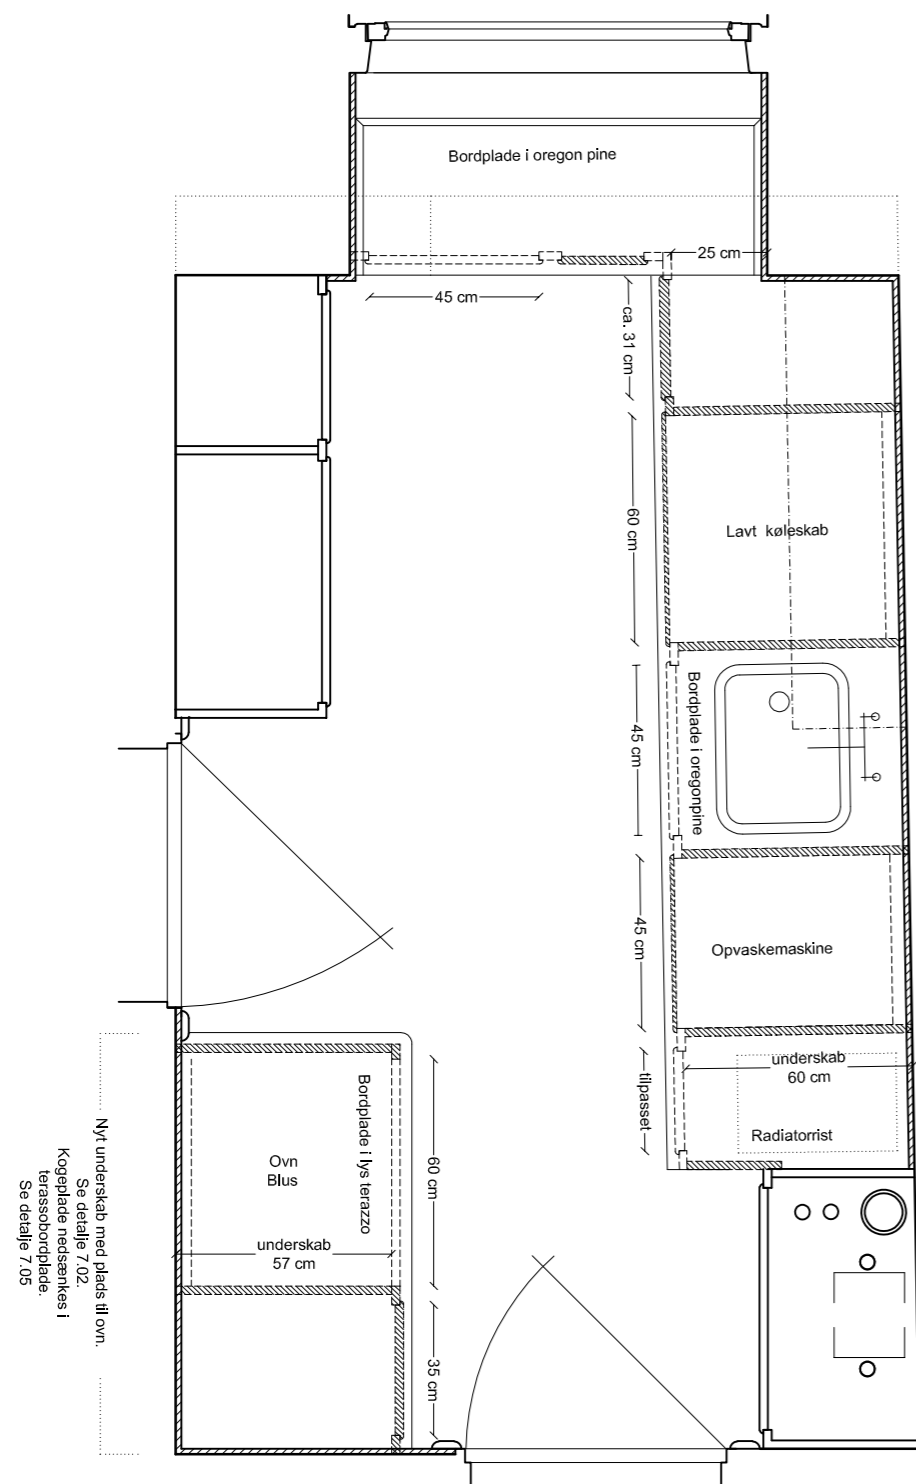 Bordplade i oregon pine
25 cm
45 cm
ca. 31 cm
60 cm
Lavt køleskab
Bordplade i oregonpine
45 cm
45 cm
Opvaskemaskine
tilpasset
underskab
60 cm
Radiatorrist
Bordplade i lys terazzo
60 cm
Ovn
Blus
underskab
57 cm
35 cm
Nyt underskab med plads til ovn.
Se detalje 7.02.
Kogeplade nedsænkes i
terassobordplade.
Se detalje 7.05